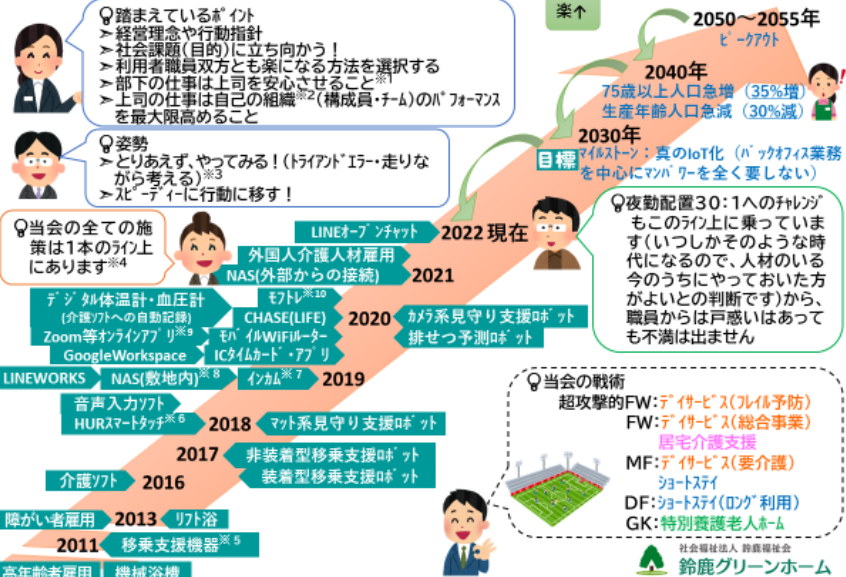 踏まえているポイント
➢経営理念や行動指針
➢社会課題(目的)に立ち向かう!
➢利用者職員双方とも楽になる方法を選択する
➢部下の仕事は上司を安心させること※1
➢上司の仕事は自己の組織※2(構成員・チーム)のパフォーマンス
を最大限高めること
姿勢
➢とりあえず、やってみる!(トライアンドエラー・走りな
がら考える)※3
➢スピーディーに行動に移す!
当会の全ての施
策は1本のライン上
にあります※4
楽↑
2050～2055年
ピークアウト
2040年
75歳以上人口急増(35%増)
生産年齢人口急減(30%減)
2030年
目標
マイルストーン:真のIoT化(バックオフィス業務
を中心にマンパワーを全く要しない)
夜勤配置30:1へのチャレンジ
もこのライン上に乗っていま
す(いつしかそのような時
代になるので、人材のいる
今のうちにやっておいた方
がよいとの判断です)から、
職員からは戸惑いはあって
も不満は出ません
LINEオープンチャット
2022 現在
外国人介護人材雇用
NAS(外部からの接続)
2021
デジタル体温計・血圧計
(介護ソフトへの自動記録)
モフトレ※10
CHASE(LIFE)
2020
カメラ系見守り支援ロボット
Zoom等オンラインアプリ※9
モバイルWiFiルーター
排せつ予測ロボット
GoogleWorkspace
ICタイムカード・アプリ
LINEWORKS
NAS(敷地内)※8
インカム※7
2019
音声入力ソフト
HURスマートタッチ※6
2018
マット系見守り支援ロボット
2017
非装着型移乗支援ロボット
装着型移乗支援ロボット
介護ソフト
2016
障がい者雇用
2013
リフト浴
2011
移乗支援機器※5
高年齢者雇用
機械浴槽
当会の戦術
超攻撃的FW:デイサービス(フレイル予防)
FW:デイサービス(総合事業)
居宅介護支援
MF:デイサービス(要介護)
ショートステイ
DF:ショートステイ(ロング利用)
GK:特別養護老人ホーム
社会福祉法人 鈴鹿福祉会
鈴鹿グリーンホーム